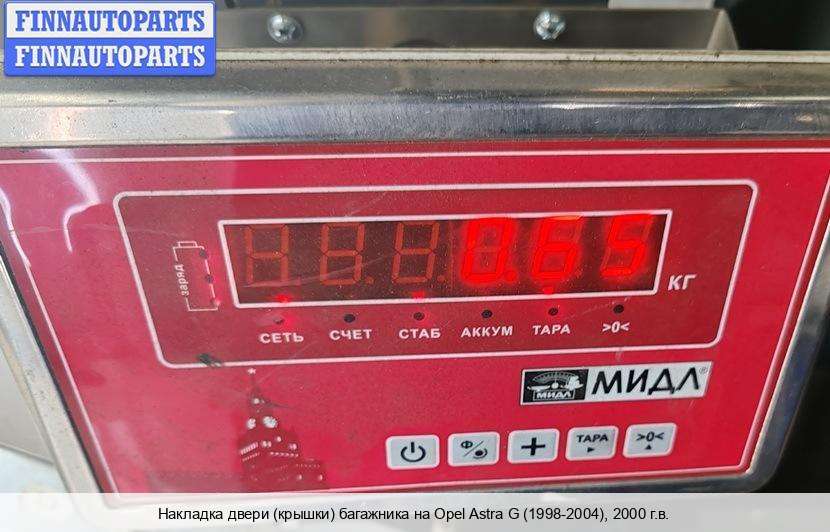 FINNAUTOPARTS
FINNAUTOPARTS
0.65
КГ
заряд
СЕТЬ СЧЕТ СТАБ АККУМ ТАРА >0<
МИДЛ МИДЛ®
Ф + ТАРА >0<
Накладка двери (крышки) багажника на Opel Astra G (1998-2004), 2000 г.в.